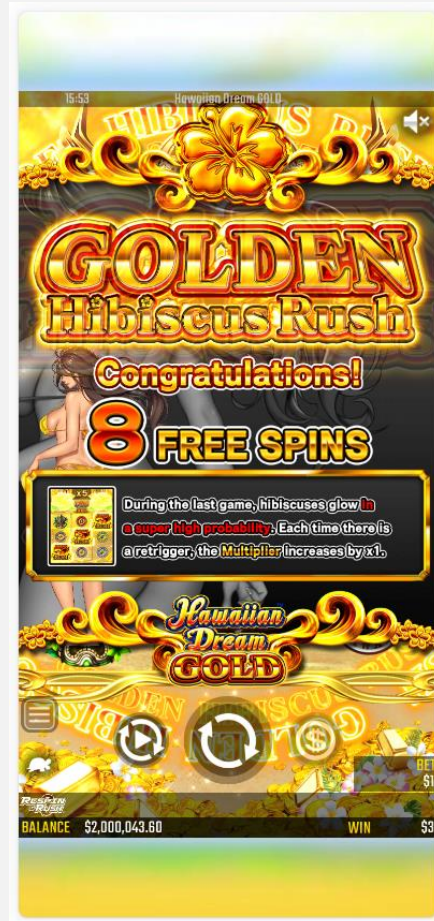 15:53
Hawaiian Dream GOLD
GOLDEN
Hibiscus Rush
Congratulations!
8 FREE SPINS
During the last game, hibiscuses glow in
a super high probability. Each time there is
a retrigger, the Multiplier increases by x1.
Hawaiian
Dream
GOLD
BET
RESPIN
RUSH
BALANCE $2,000,043.60 WIN